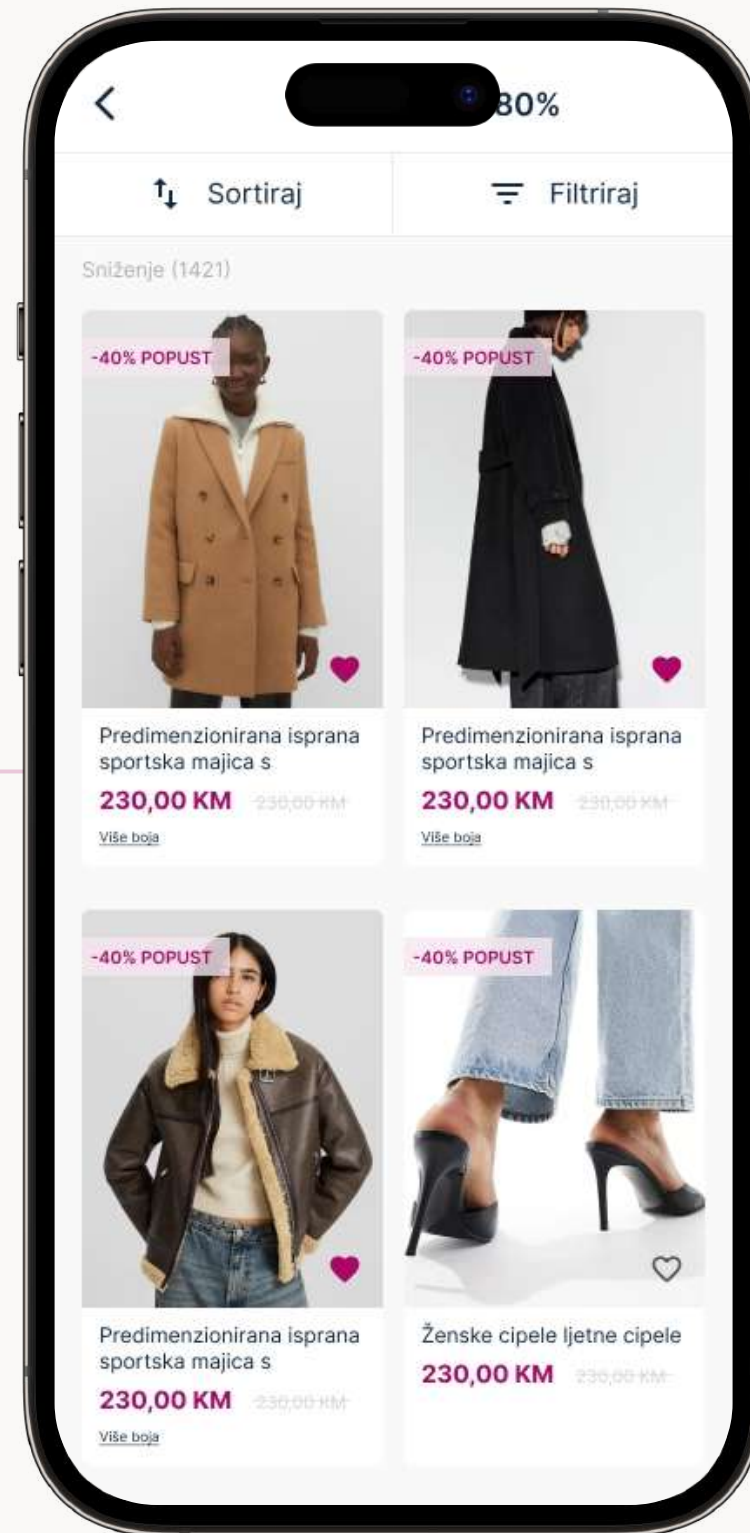 80%
Sortiraj
Filtriraj
Sniženje (1421)
-40% POPUST
-40% POPUST
Predimenzionirana isprana
sportska majica s
230,00 KM 230,00 KM
Više boja
Predimenzionirana isprana
sportska majica s
230,00 KM 230,00 KM
Više boja
-40% POPUST
-40% POPUST
Predimenzionirana isprana
sportska majica s
230,00 KM 230,00 KM
Više boja
Ženske cipele ljetne cipele
230,00 KM 230,00 KM